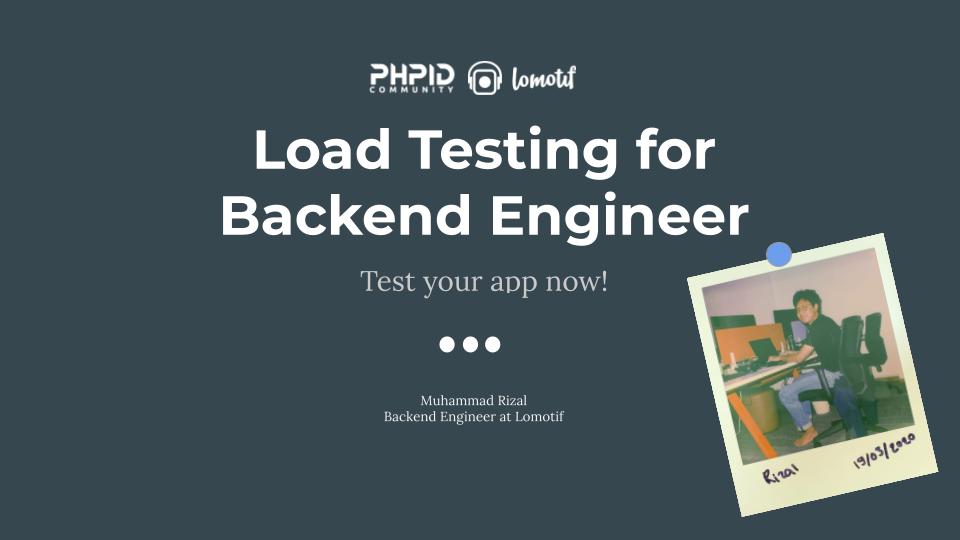 PHPID
COMMUNITY
lomotif
Load Testing for
Backend Engineer
Test your app now!
Muhammad Rizal
Backend Engineer at Lomotif
Rizal
19/03/2020